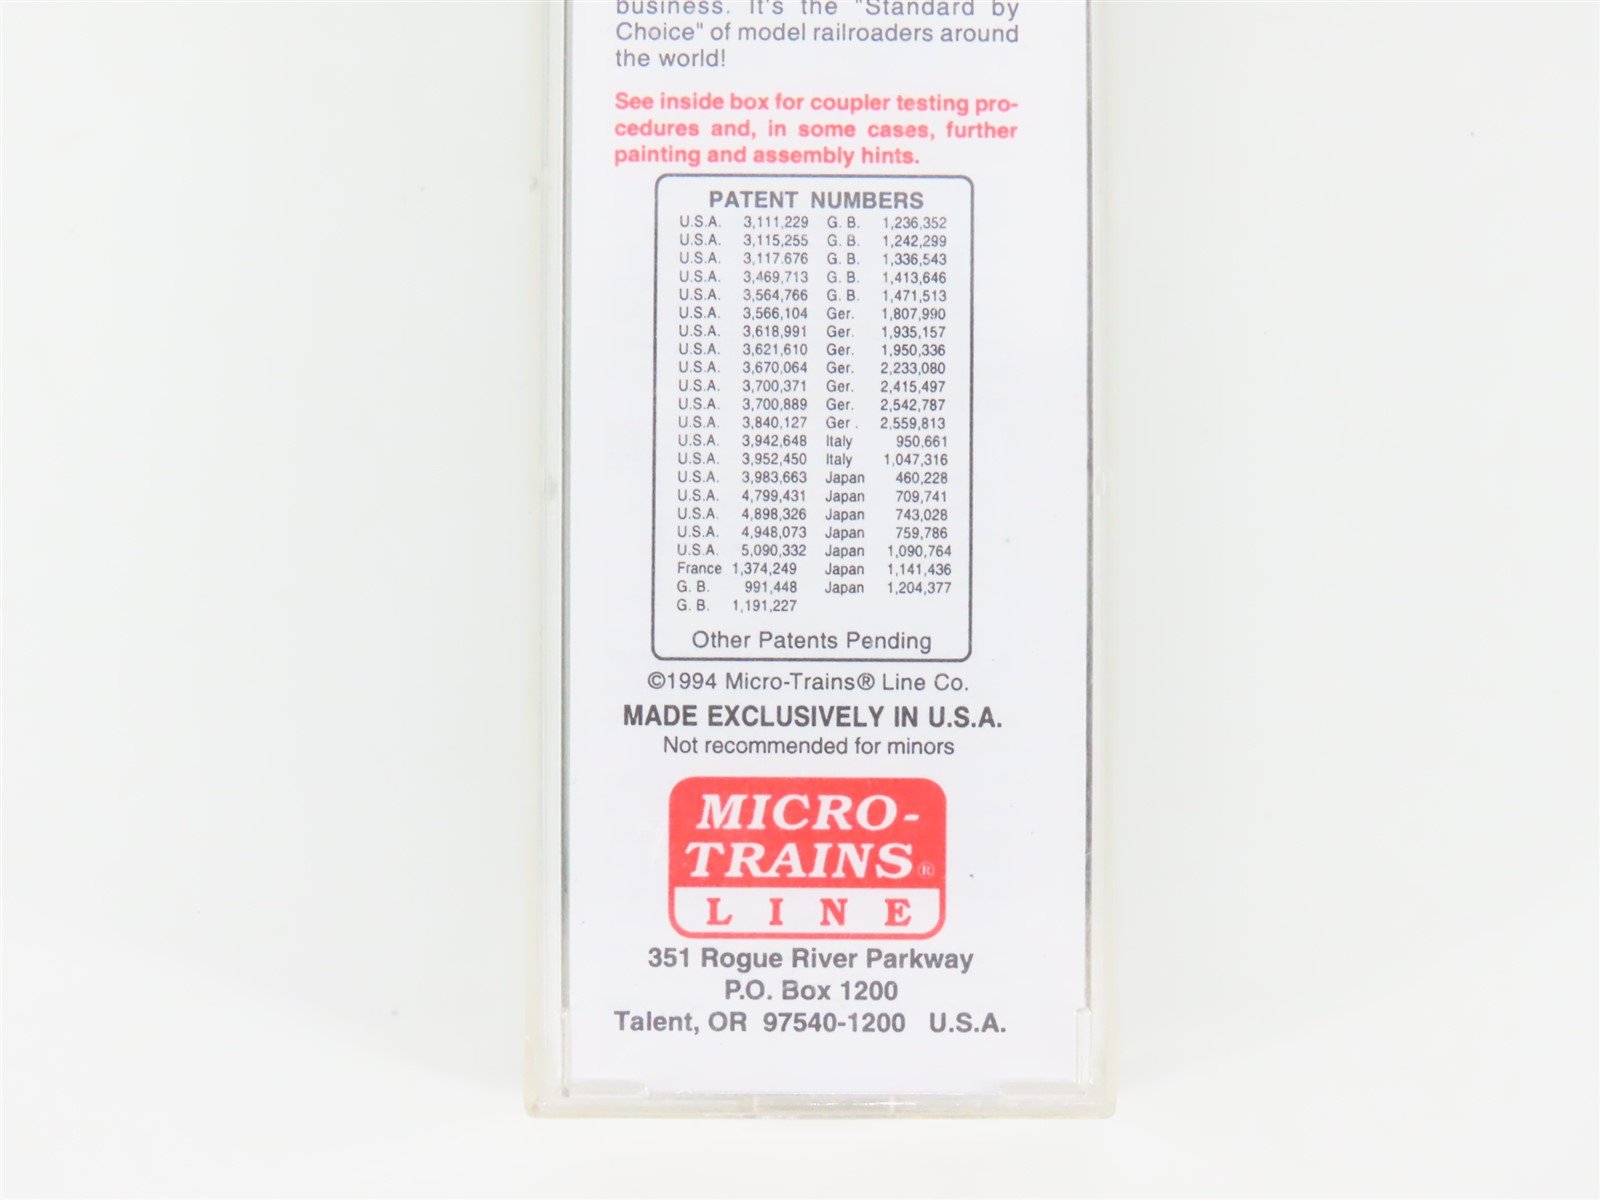 business. It's the "Standard by
Choice" of model railroaders around
the world!
See inside box for coupler testing pro-
cedures and, in some cases, further
painting and assembly hints.
PATENT NUMBERS
U.S.A. 3,111,229 G. B. 1,236,352
U.S.A. 3,115,255 G. B. 1,242,299
U.S.A. 3,117.676 G. B. 1,336,543
U.S.A. 3,469,713 G. B. 1,413,646
U.S.A. 3,564,766 G. B. 1,471,513
U.S.A. 3,566,104 Ger. 1,807,990
U.S.A. 3,618,991 Ger. 1,935,157
U.S.A. 3,621,610 Ger. 1,950,336
U.S.A. 3,670,064 Ger. 2,233,080
U.S.A. 3,700,371 Ger. 2,415,497
U.S.A. 3,700,889 Ger. 2,542,787
U.S.A. 3,840,127 Ger . 2,559,813
U.S.A. 3,942,648 Italy 950,661
U.S.A. 3,952,450 Italy 1,047,316
U.S.A. 3,983,663 Japan 460,228
U.S.A. 4,799,431 Japan 709,741
U.S.A. 4,898,326 Japan 743,028
U.S.A. 4,948,073 Japan 759,786
U.S.A. 5,090,332 Japan 1,090,764
France 1,374,249 Japan 1,141,436
G. B. 991,448 Japan 1,204,377
G. B. 1,191,227
Other Patents Pending
©1994 Micro-Trains® Line Co.
MADE EXCLUSIVELY IN U.S.A.
Not recommended for minors
MICRO-
TRAINS®
LINE
351 Rogue River Parkway
P.O. Box 1200
Talent, OR 97540-1200 U.S.A.